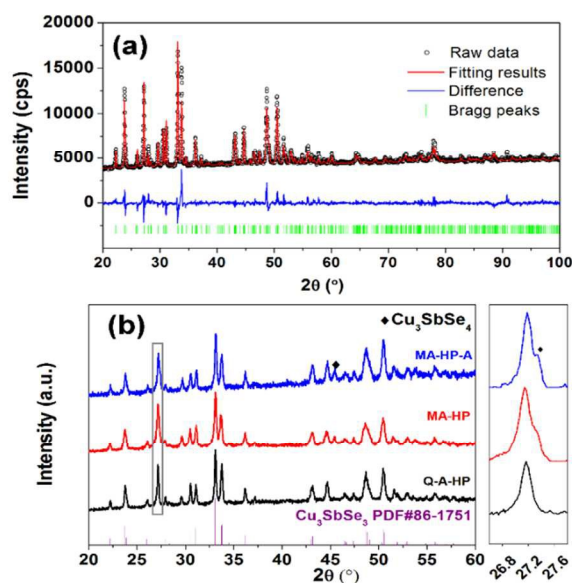 (a)
20000
15000
10000
5000
0
Intensity (cps)
Raw data
Fitting results
Difference
Bragg peaks
20 30 40 50 60 70 80 90 100
2θ (°)
(b)
◆Cu₃SbSe₄
MA-HP-A
MA-HP
Q-A-HP
Cu₃SbSe₃ PDF#86-1751
Intensity (a.u.)
20 25 30 35 40 45 50 55 60
2θ (°)
26.8 27.2 27.6